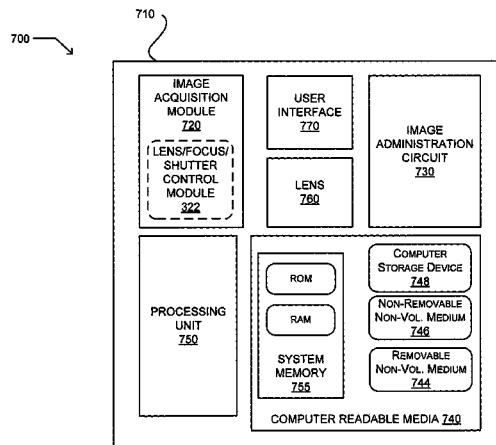 710
700
IMAGE
ACQUISITION
MODULE
720
LENS/FOCUS/
SHUTTER
CONTROL
MODULE
322
USER
INTERFACE
770
LENS
760
IMAGE
ADMINISTRATION
CIRCUIT
730
PROCESSING
UNIT
750
ROM
RAM
SYSTEM
MEMORY
755
COMPUTER
STORAGE DEVICE
748
NON-REMOVABLE
NON-VOL. MEDIUM
746
REMOVABLE
NON-VOL. MEDIUM
744
COMPUTER READABLE MEDIA 740